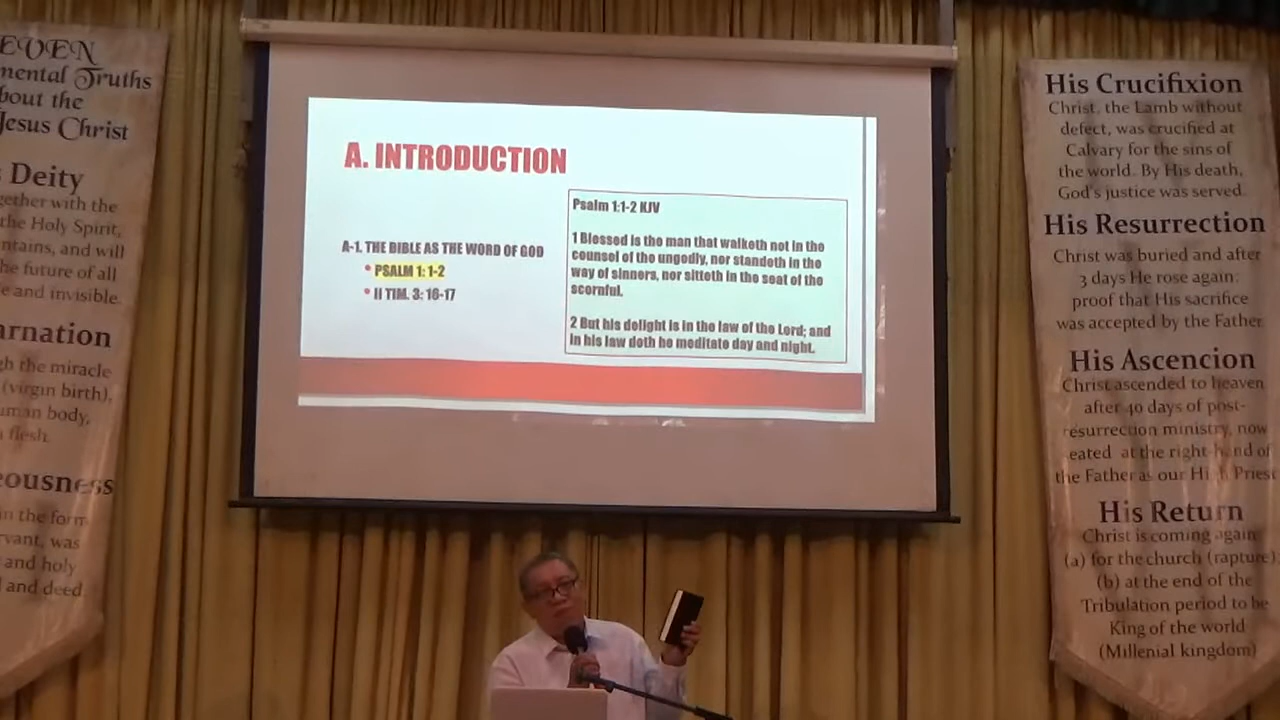 EVEN
mental Truths
bout the
Jesus Christ
Deity
gether with the
the Holy Spirit,
ntains, and will
he future of all
e and invisible.
arnation
gh the miracle
(virgin birth),
uman body,
flesh.
eousness
in the form
rvant, was
and holy
and deed.
A. INTRODUCTION
A-1. THE BIBLE AS THE WORD OF GOD
• PSALM 1: 1-2
• II TIM. 3: 16-17
Psalm 1:1-2 KJV
1 Blessed is the man that walketh not in the
counsel of the ungodly, nor standeth in the
way of sinners, nor sitteth in the seat of the
scornful.
2 But his delight is in the law of the Lord; and
in his law doth he meditate day and night.
His Crucifixion
Christ, the Lamb without
defect, was crucified at
Calvary for the sins of
the world. By His death,
God's justice was served.
His Resurrection
Christ was buried and after
3 days He rose again:
proof that His sacrifice
was accepted by the Father.
His Ascencion
Christ ascended to heaven
after 40 days of post-
resurrection ministry, now
eated at the right-hand of
the Father as our High Priest
His Return
Christ is coming again
(a) for the church (rapture)
(b) at the end of the
Tribulation period to be
King of the world
(Millenial kingdom)